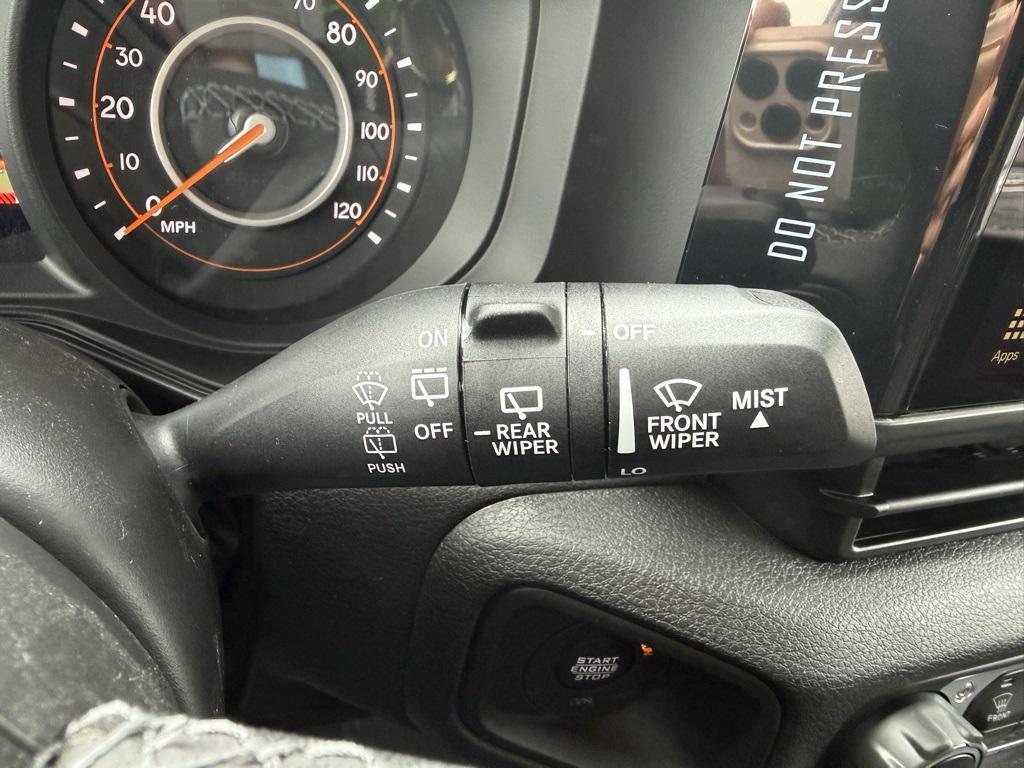 40
70
30
80
20
90
10
100
0
110
120
MPH
DO NOT PRESS
Apps
ON
OFF
PULL
PUSH
OFF
REAR
WIPER
FRONT
WIPER
MIST
LO
START
ENGINE
STOP
FRONT